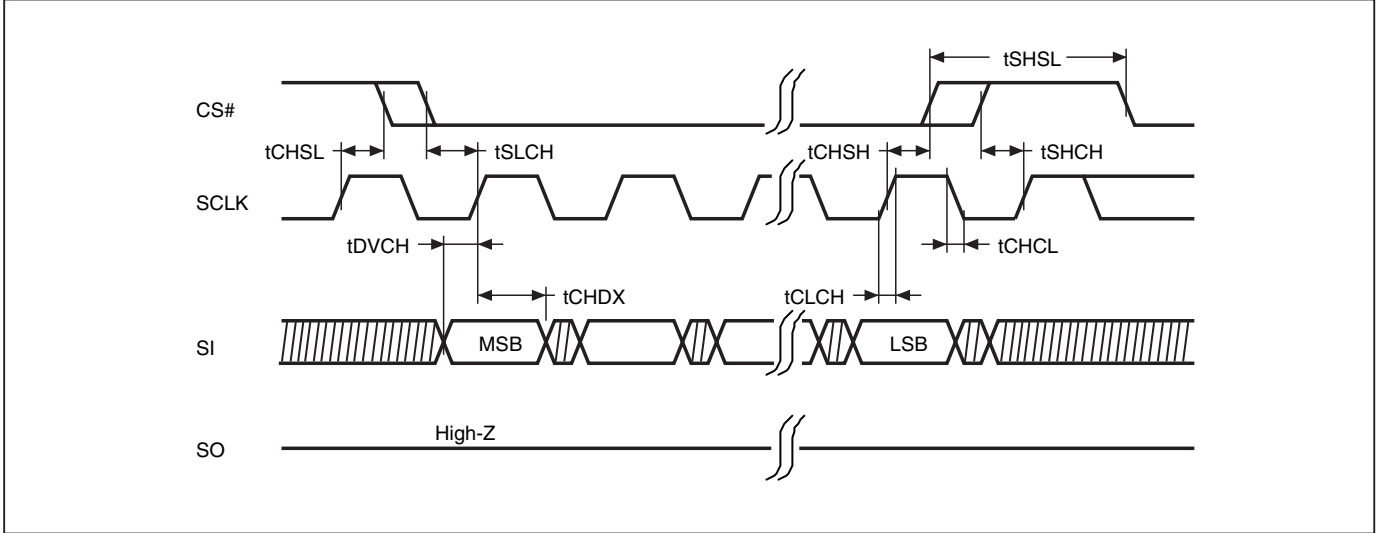 tSHSL
CS#
tCHSL tSLCH tCHSH tSHCH
SCLK
tDVCH tCHCL
tCHDX tCLCH
SI MSB LSB
High-Z
SO